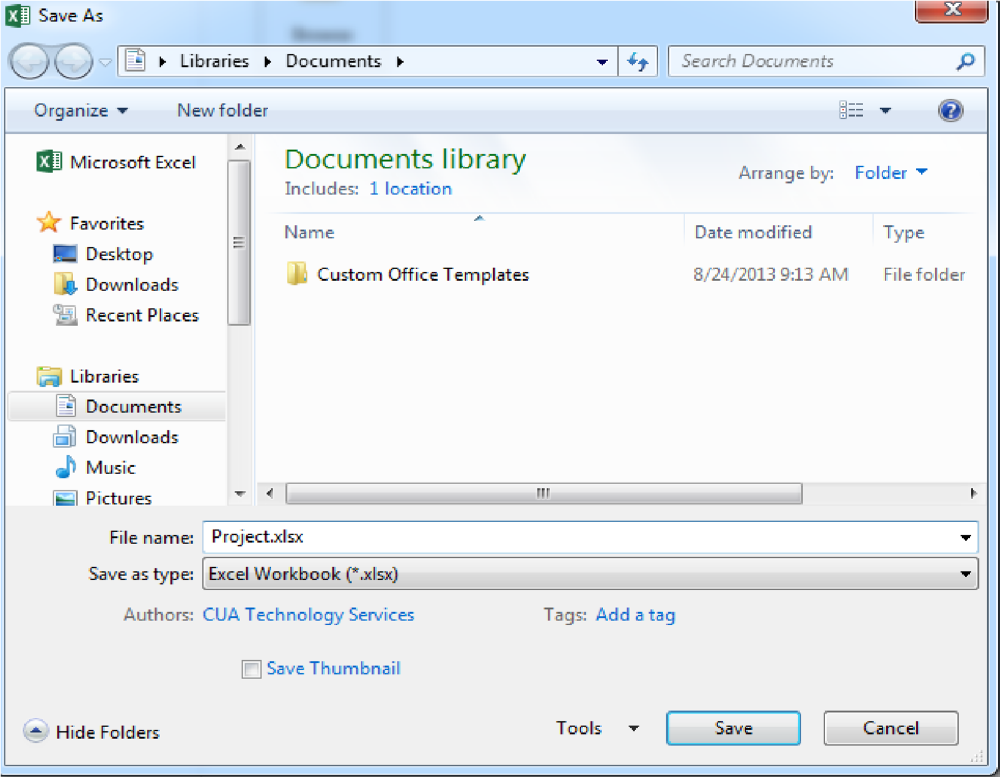 Save As
Libraries Documents
Search Documents
Organize New folder
Microsoft Excel
Favorites
Desktop
Downloads
Recent Places
Libraries
Documents
Downloads
Music
Pictures
Documents library
Includes: 1 location
Arrange by: Folder
Name Date modified Type
Custom Office Templates 8/24/2013 9:13 AM File folder
File name: Project.xlsx
Save as type: Excel Workbook (*.xlsx)
Authors: CUA Technology Services Tags: Add a tag
Save Thumbnail
Hide Folders Tools Save Cancel